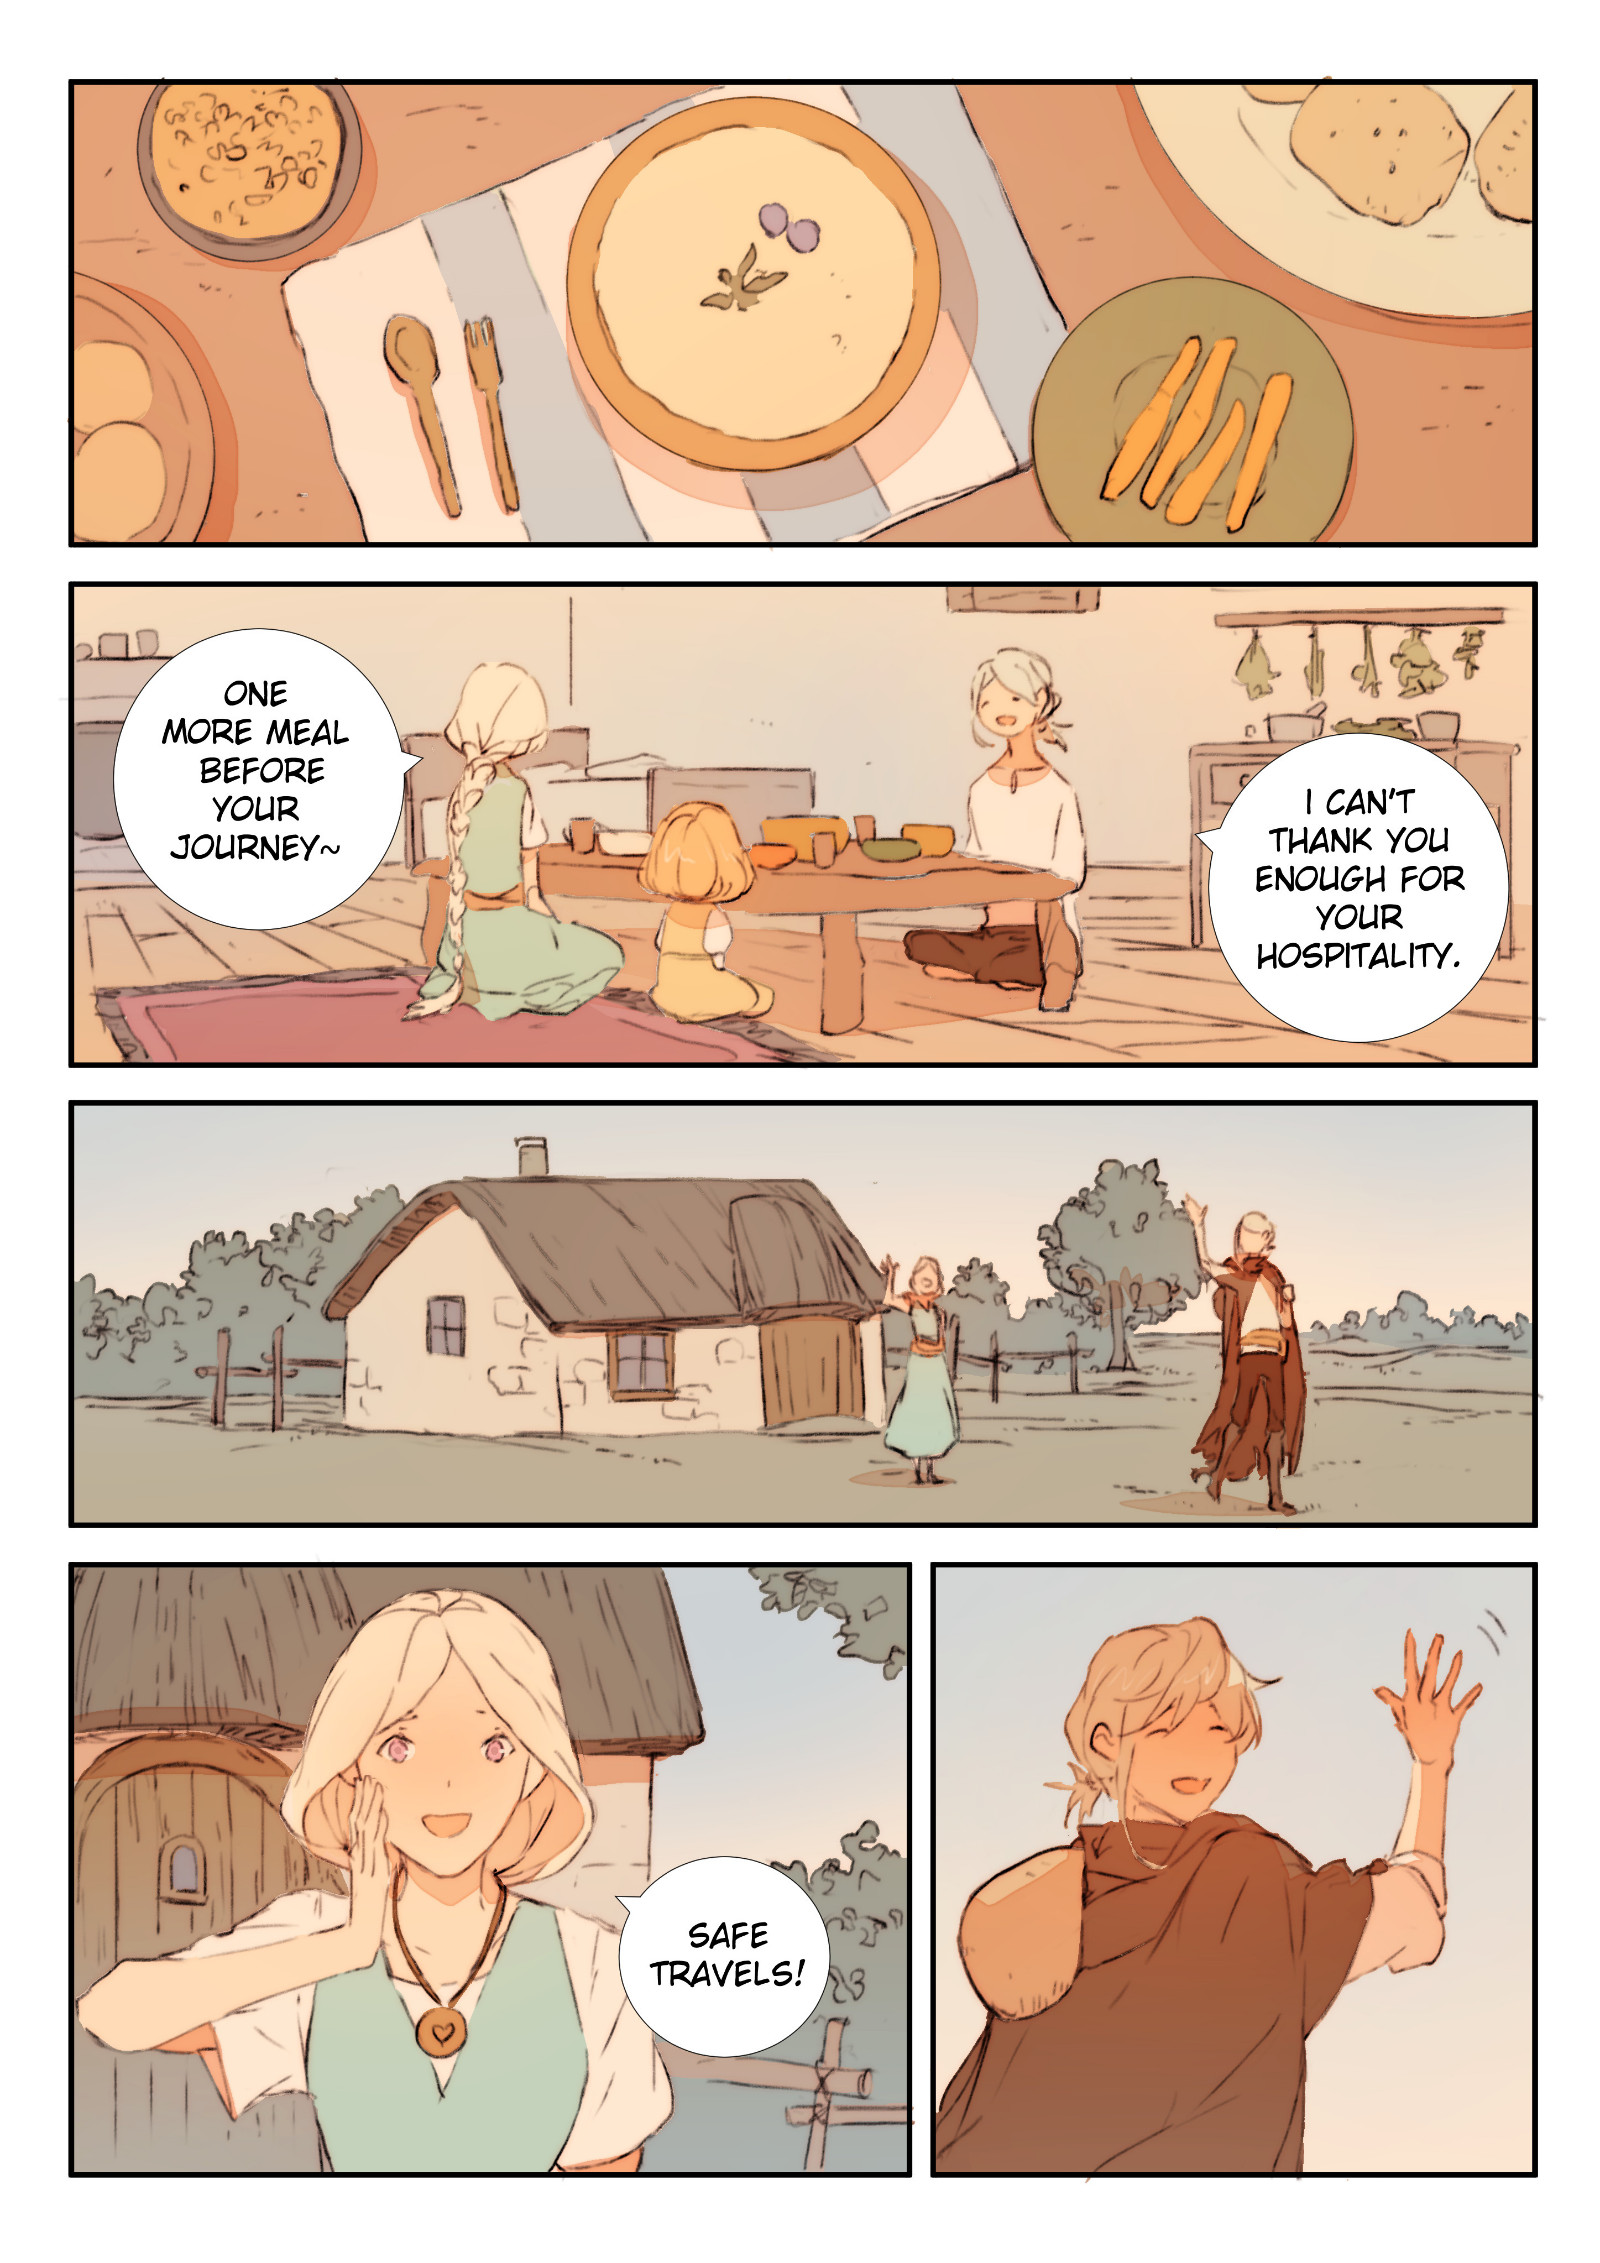 ONE
MORE MEAL
BEFORE
YOUR
JOURNEY~
I CAN'T
THANK YOU
ENOUGH FOR
YOUR
HOSPITALITY.
SAFE
TRAVELS!